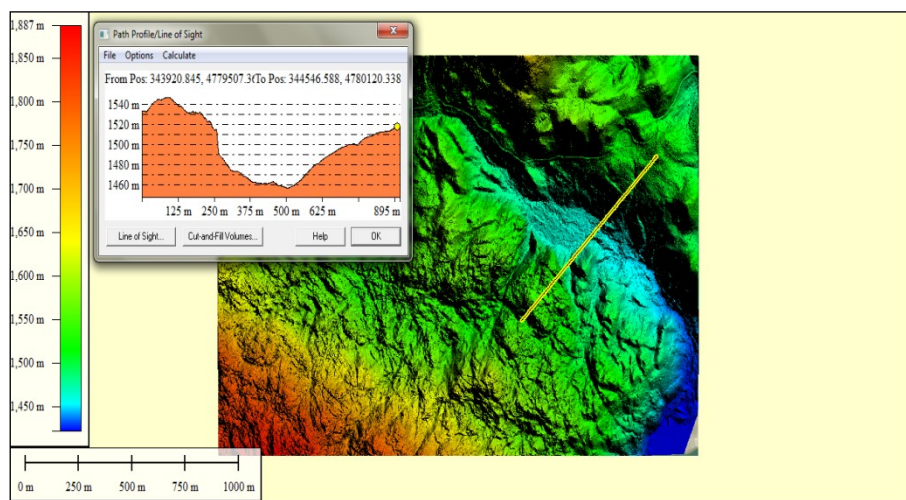 1,887 m
1,850 m
1,800 m
1,750 m
1,700 m
1,650 m
1,600 m
1,550 m
1,500 m
1,450 m
Path Profile/Line of Sight
File Options Calculate
From Pos: 343920.845, 4779507.3 To Pos: 344546.588, 4780120.338
1540 m
1520 m
1500 m
1480 m
1460 m
125 m 250 m 375 m 500 m 625 m 895 m
Line of Sight... Cut-and-Fill Volumes... Help OK
0 m 250 m 500 m 750 m 1000 m